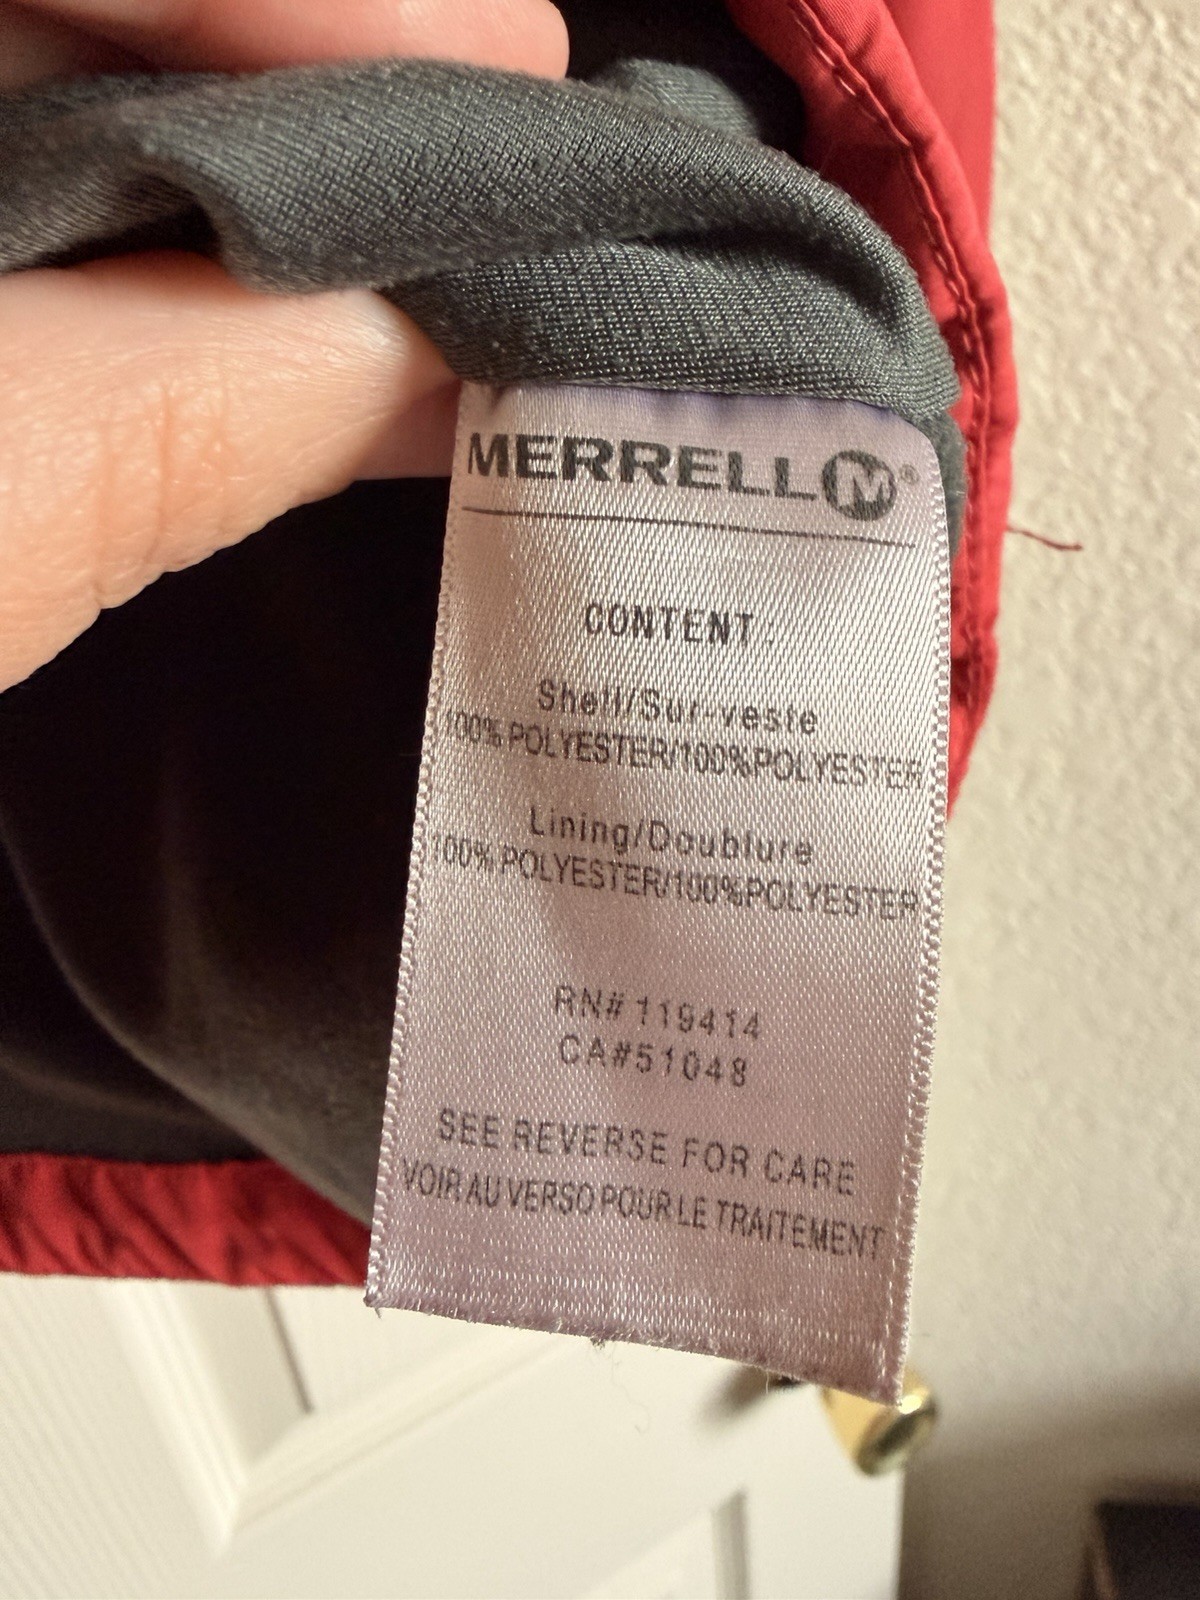 MERRELL M®
CONTENT:
Shell/Sur-veste
100% POLYESTER/100%POLYESTER
Lining/Doublure
100% POLYESTER/100%POLYESTER
RN# 119414
CA#51048
SEE REVERSE FOR CARE
VOIR AU VERSO POUR LE TRAITEMENT